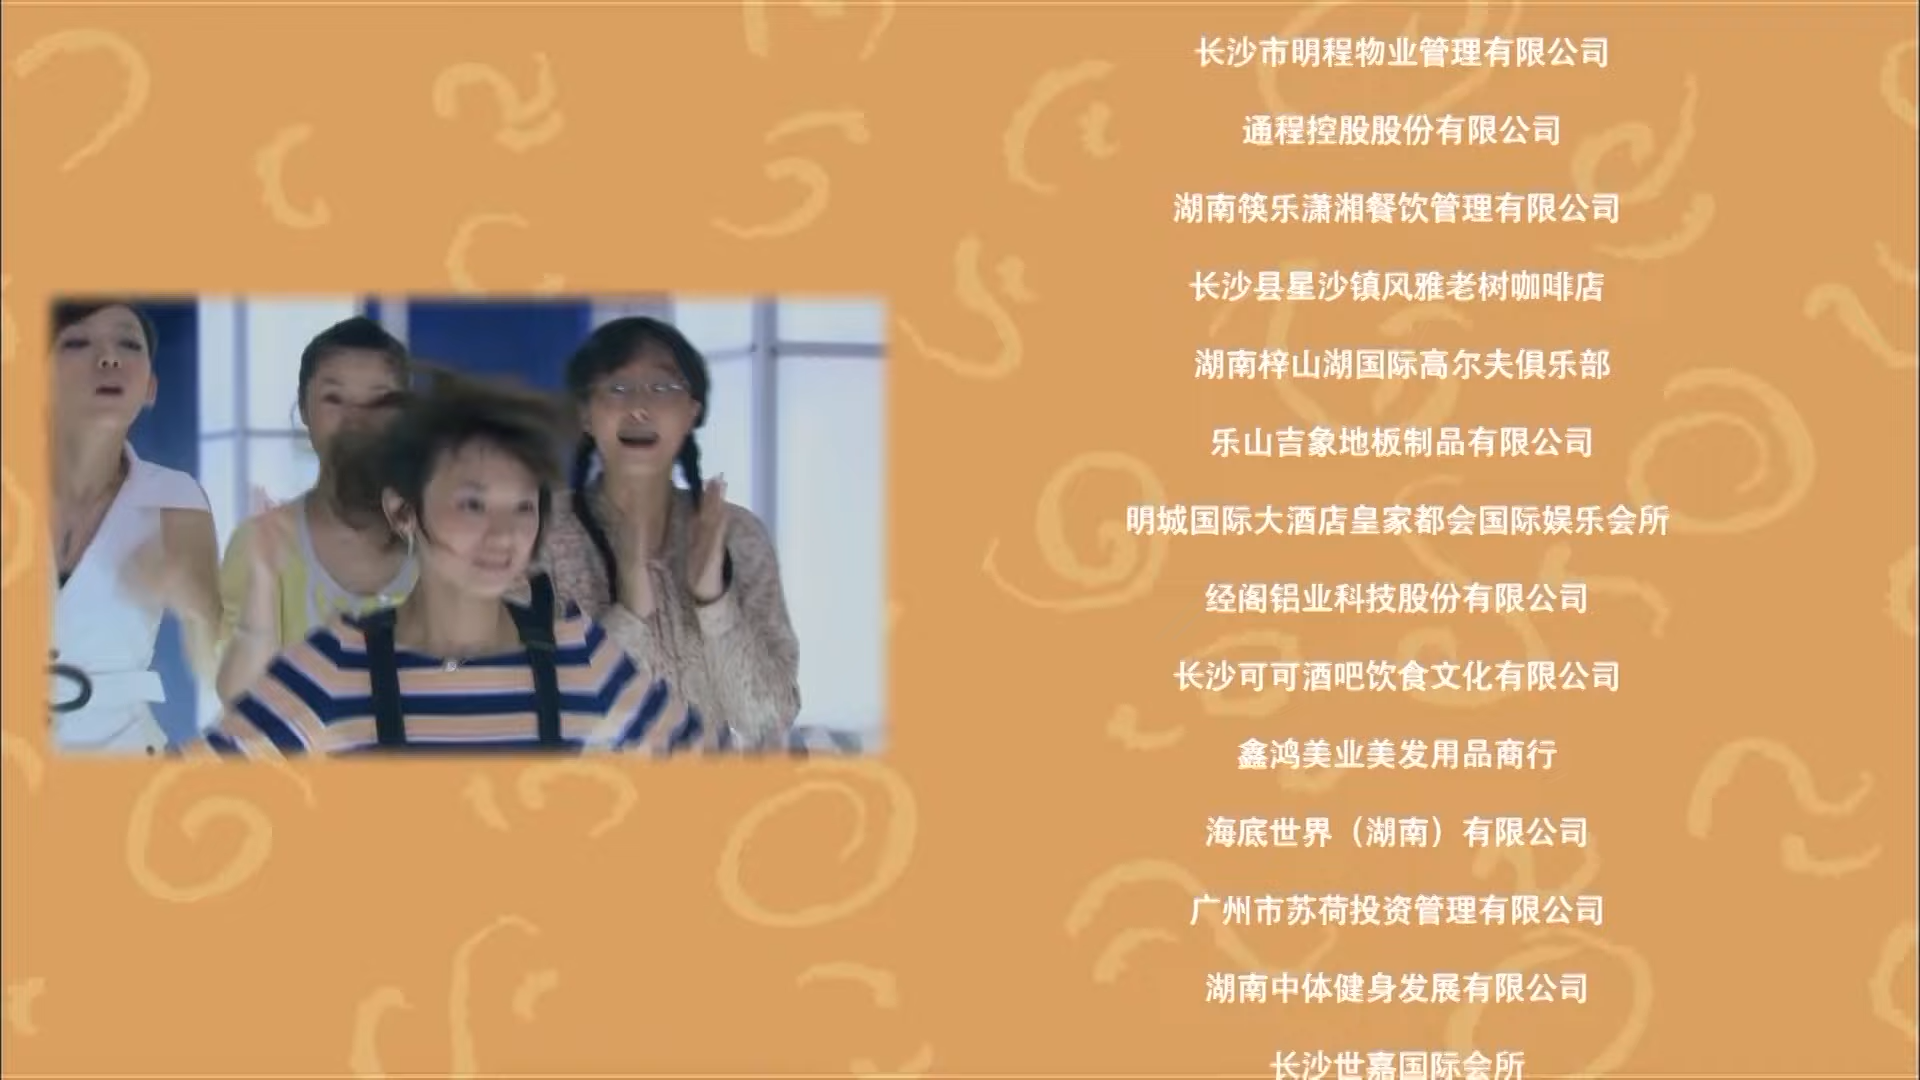 长沙市明程物业管理有限公司
通程控股股份有限公司
湖南筷乐潇湘餐饮管理有限公司
长沙县星沙镇风雅老树咖啡店
湖南梓山湖国际高尔夫俱乐部
乐山吉象地板制品有限公司
明城国际大酒店皇家都会国际娱乐会所
经阁铝业科技股份有限公司
长沙可可酒吧饮食文化有限公司
鑫鸿美业美发用品商行
海底世界（湖南）有限公司
广州市苏荷投资管理有限公司
湖南中体健身发展有限公司
长沙世嘉国际会所